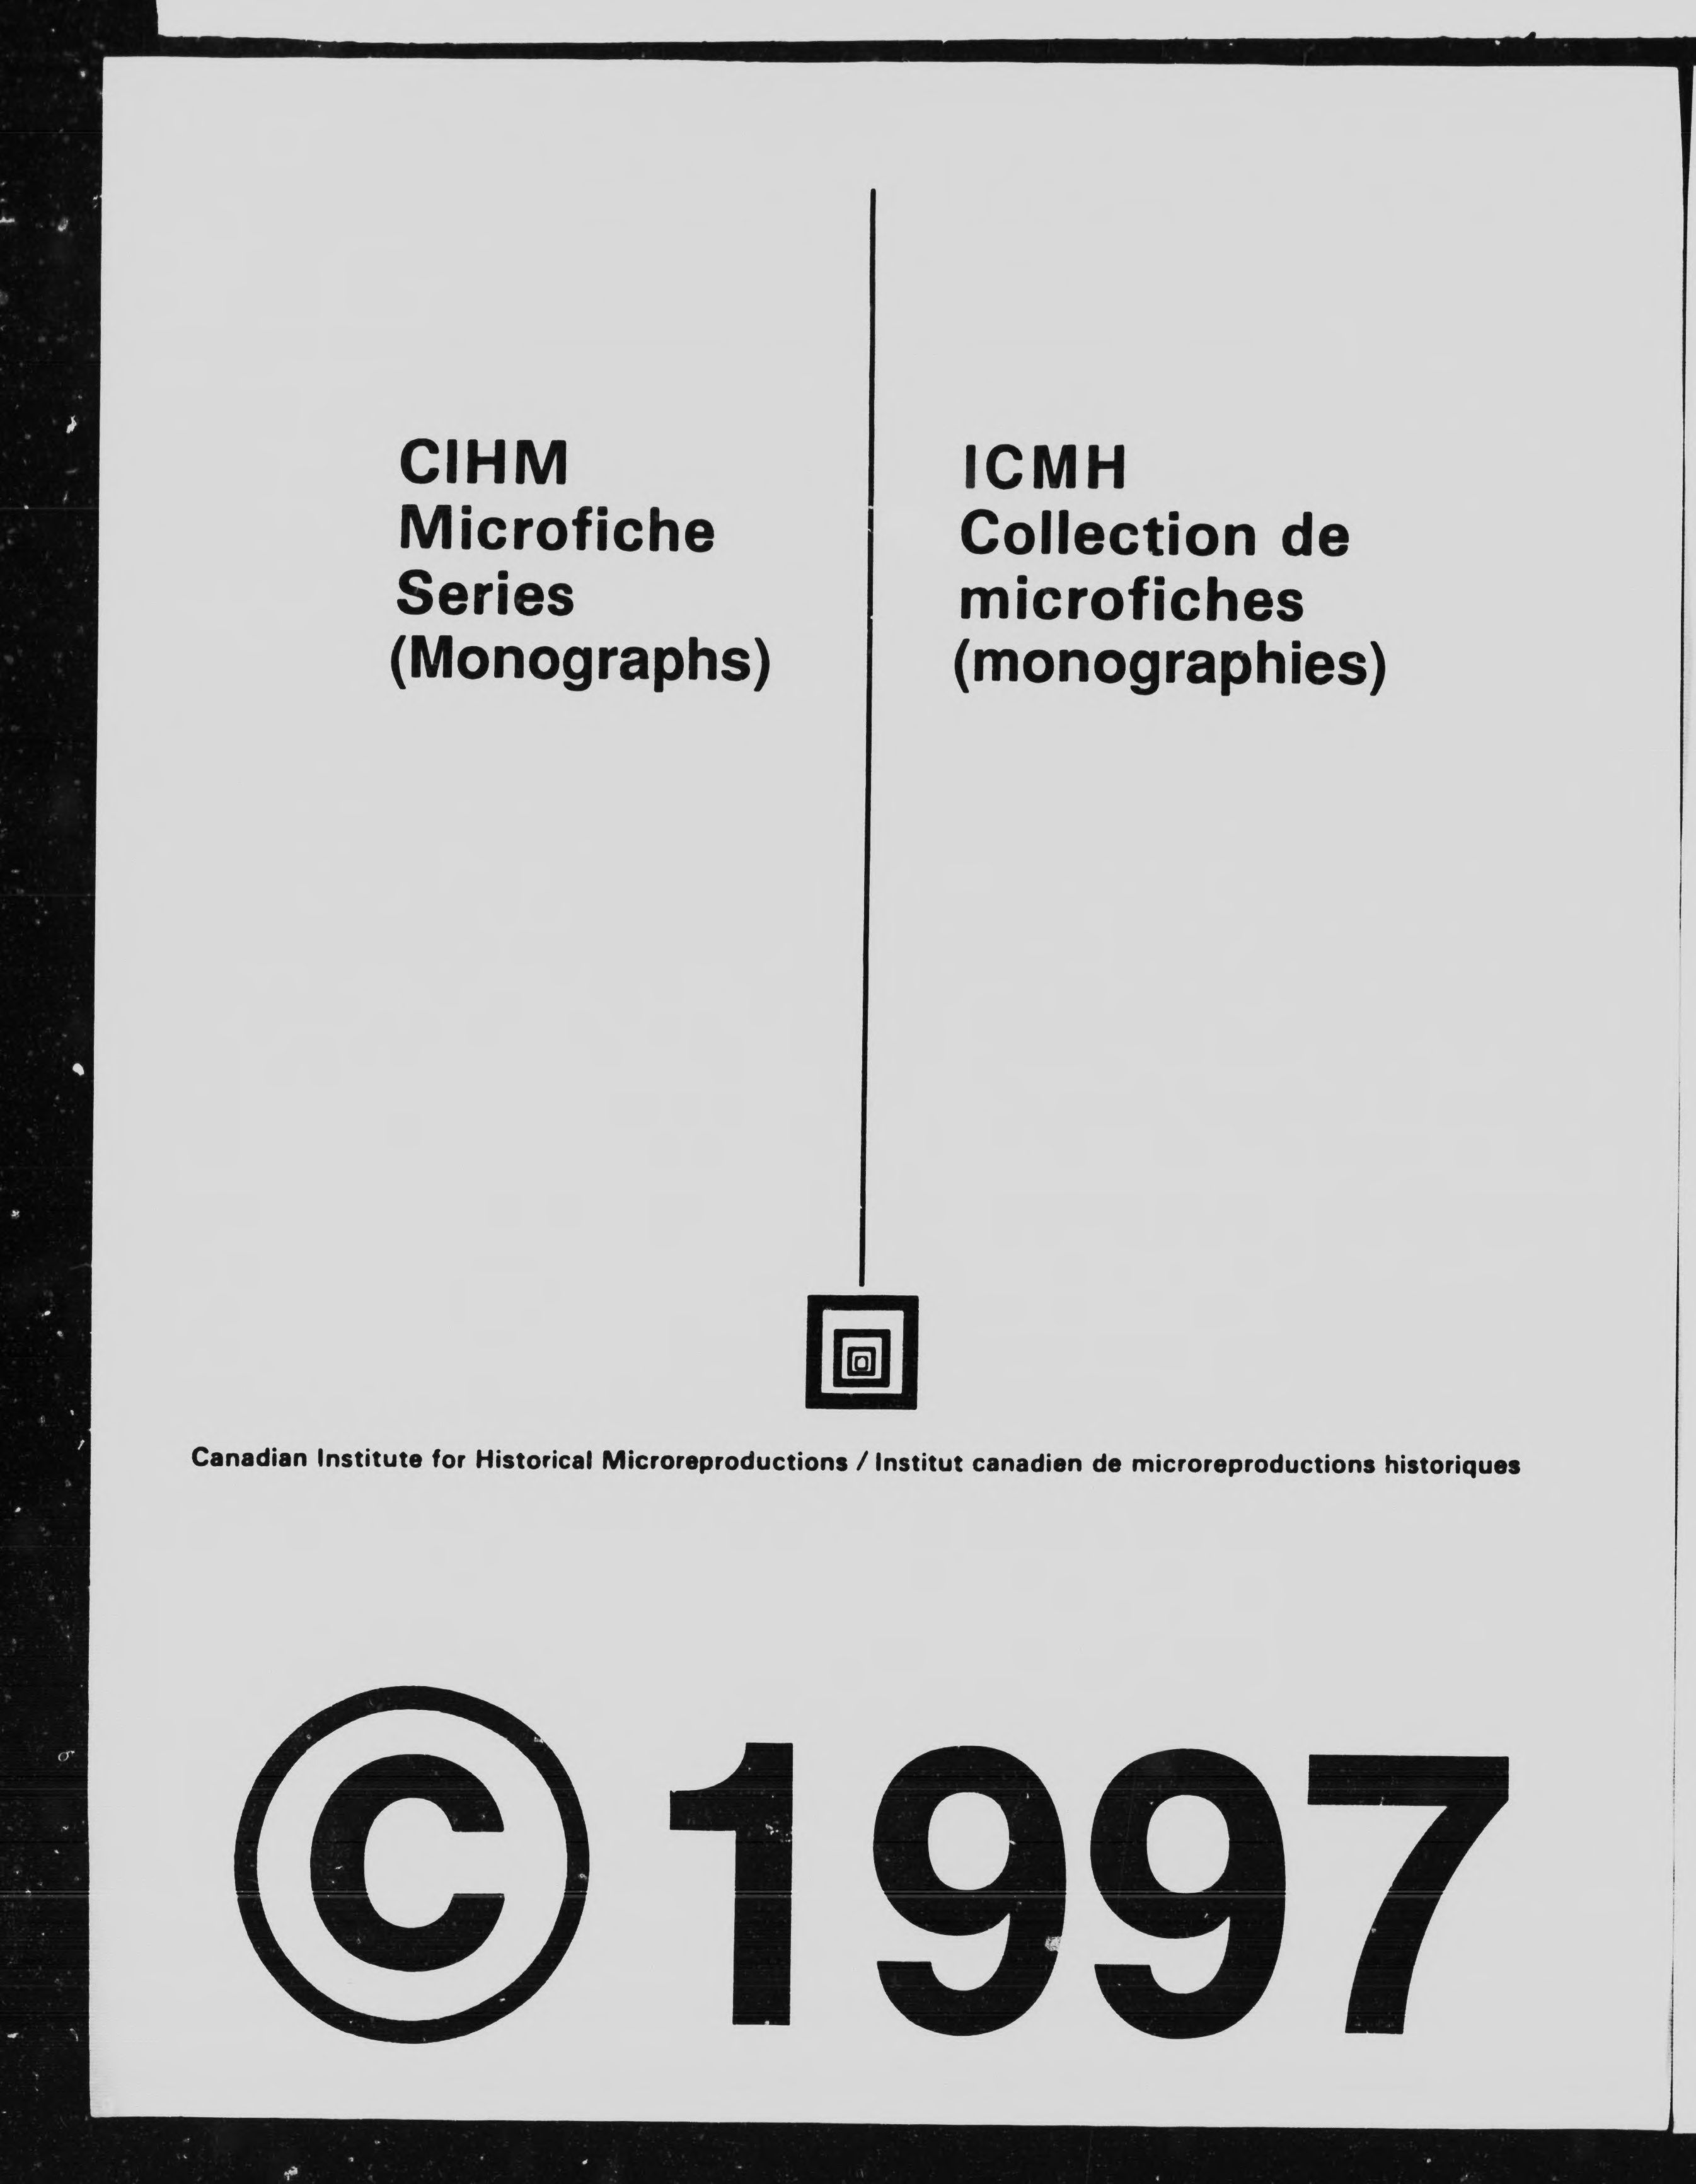 CIHM
Microfiche
Series
(Monographs)
ICMH
Collection de
microfiches
(monographies)
Canadian Institute for Historical Microreproductions / Institut canadien de microreproductions historiques
© 1997